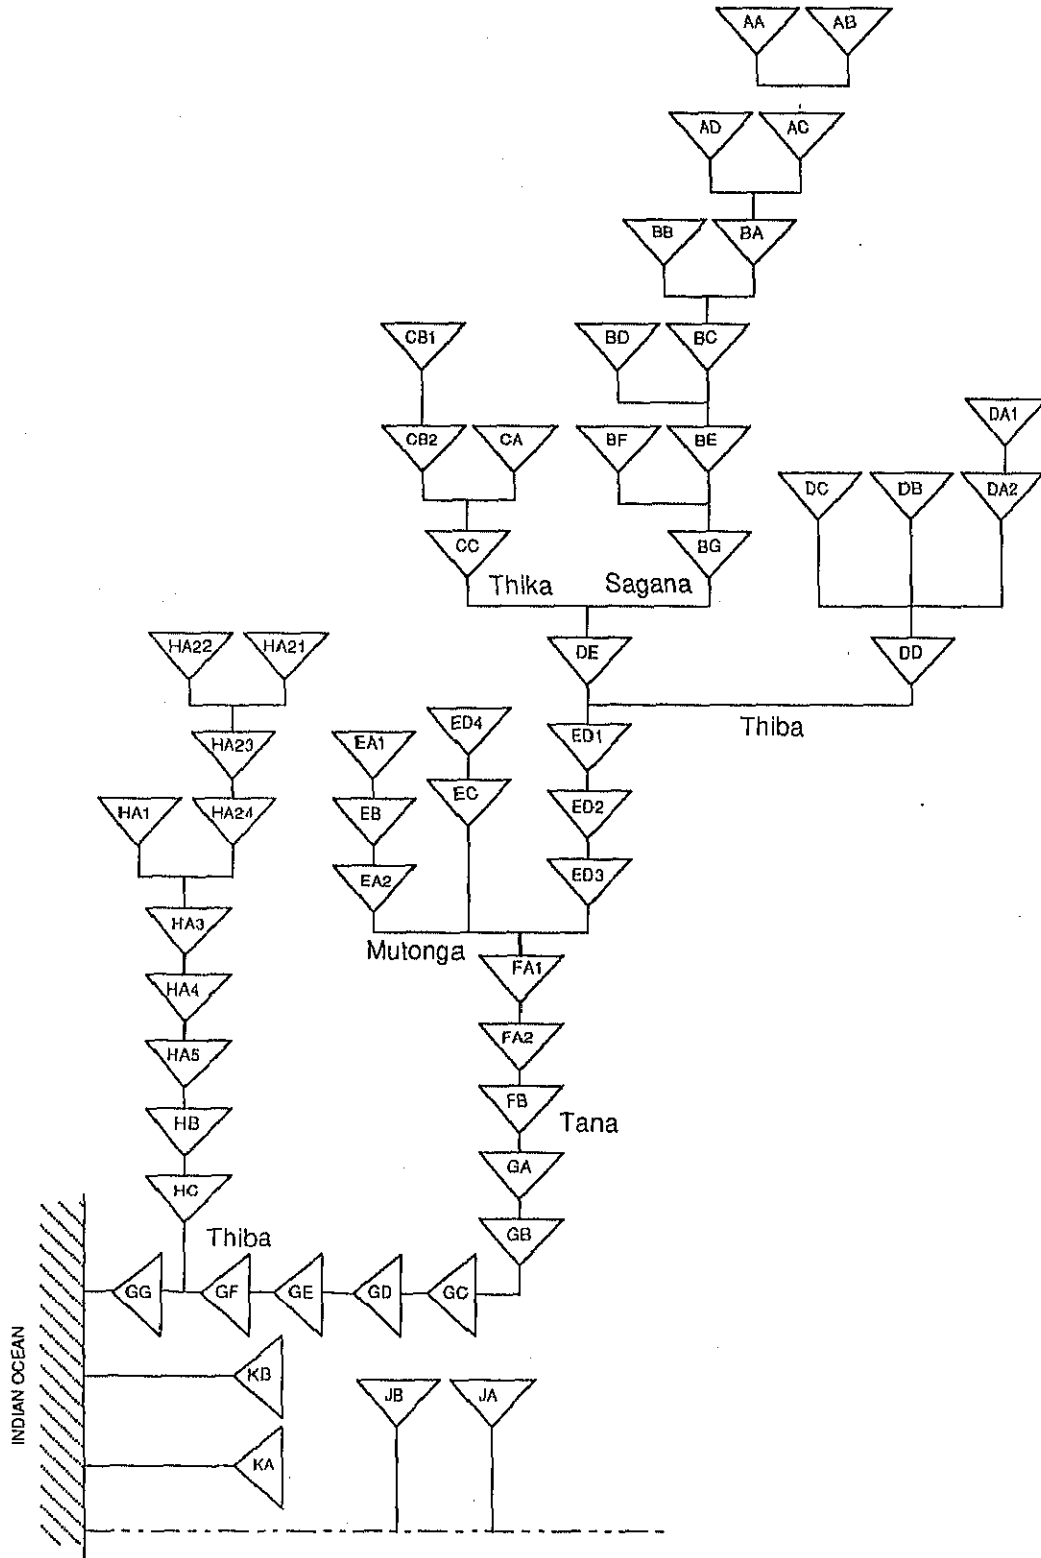 AA AB
AD AC
BB BA
CB1 BD BC
DA1
CB2 CA BF BE
DC DB DA2
CC BG
Thika Sagana
HA22 HA21 DE DD
ED4 Thiba
HA23 EA1 ED1
EC
HA1 HA24 EB ED2
EA2 ED3
HA3
Mutonga
FA1
HA4
FA2
HA5
FB
HB Tana
GA
HC
GB
Thiba
GG GF GE GD GC
KB
JB JA
INDIAN OCEAN
KA